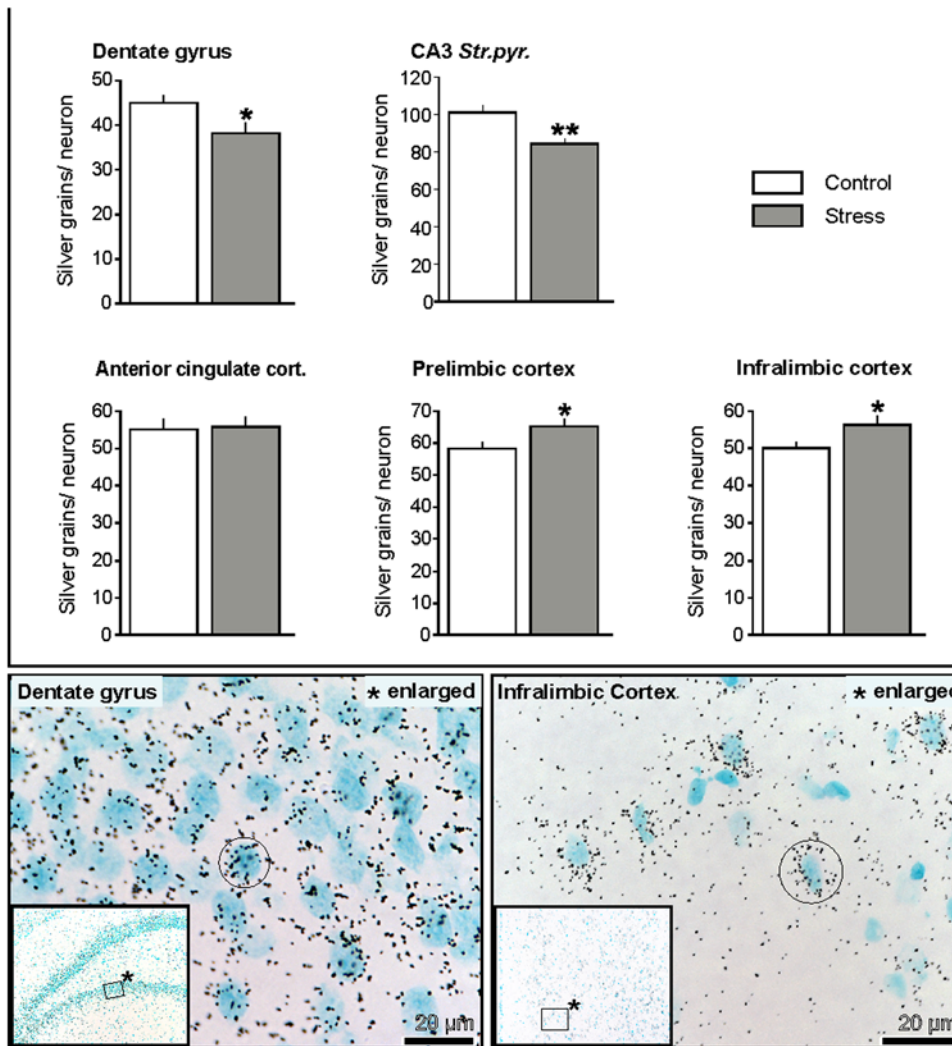 Dentate gyrus
Silver grains/ neuron
50
40
30
20
10
0
*
CA3 Str.pyr.
Silver grains/ neuron
120
100
80
60
40
20
0
**
Control
Stress
Anterior cingulate cort.
Silver grains/ neuron
60
50
40
30
20
10
0
Prelimbic cortex
Silver grains/ neuron
70
60
50
40
30
20
10
0
*
Infralimbic cortex
Silver grains/ neuron
60
50
40
30
20
10
0
*
Dentate gyrus
* enlarged
*
20 µm
Infralimbic Cortex
* enlarged
*
20 µm